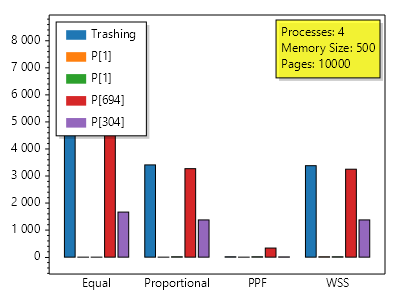 8 000
7 000
6 000
5 000
4 000
3 000
2 000
1 000
0
Trashing
P[1]
P[1]
P[694]
P[304]
Processes: 4
Memory Size: 500
Pages: 10000
Equal
Proportional
PPF
WSS